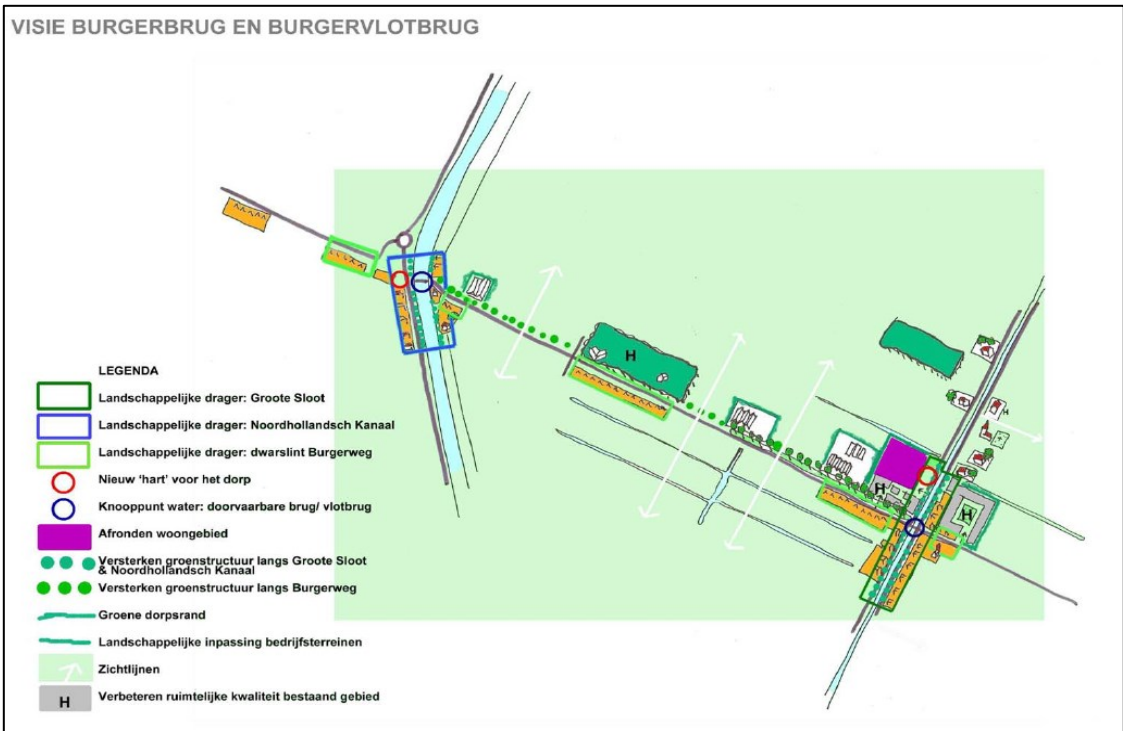 VISIE BURGERBRUG EN BURGERVLOTBRUG
H
H
H
LEGENDA
Landschappelijke drager: Groote Sloot
Landschappelijke drager: Noordhollandsch Kanaal
Landschappelijke drager: dwarslint Burgerweg
Nieuw ‘hart’ voor het dorp
Knooppunt water: doorvaarbare brug/ vlotbrug
Afronden woongebied
Versterken groenstructuur langs Groote Sloot
& Noordhollandsch Kanaal
Versterken groenstructuur langs Burgerweg
Groene dorpsrand
Landschappelijke inpassing bedrijfsterreinen
Zichtlijnen
H Verbeteren ruimtelijke kwaliteit bestaand gebied